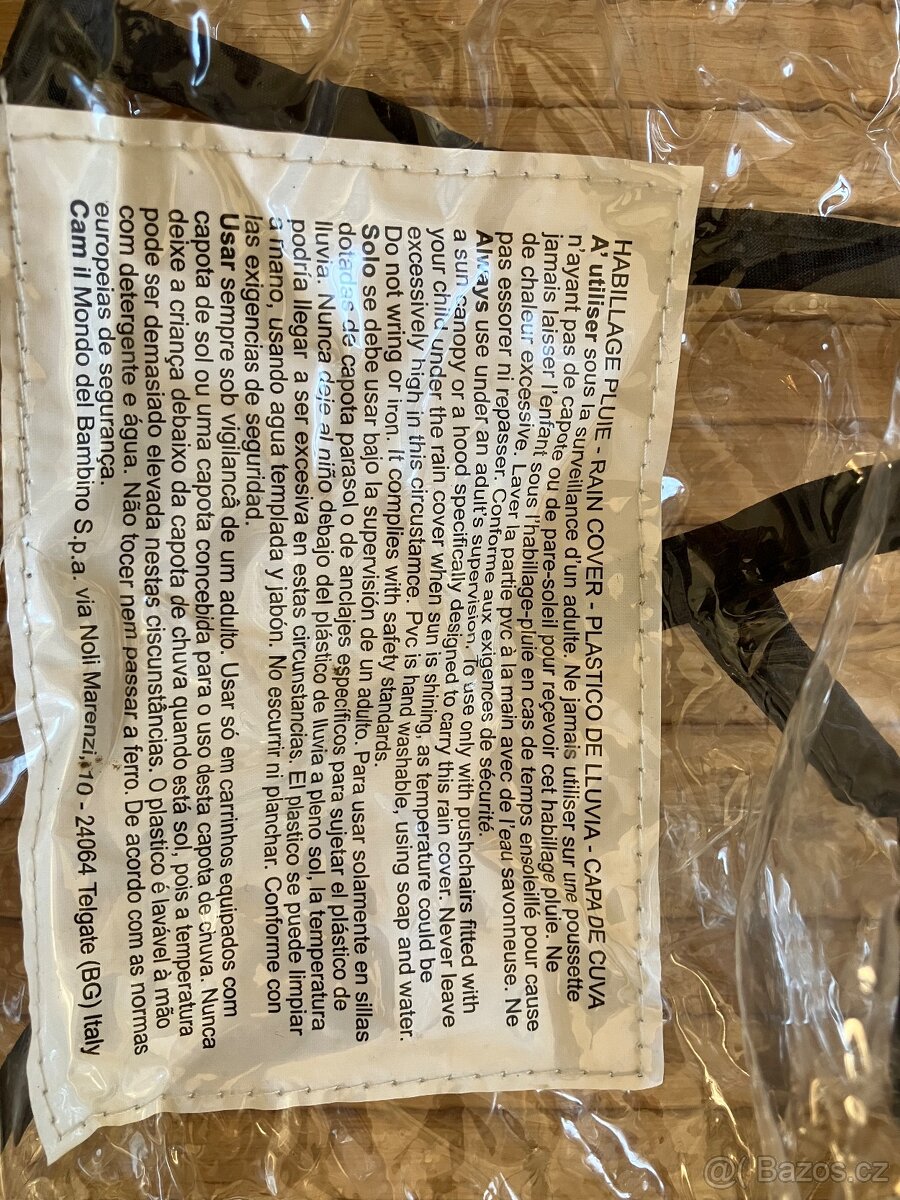 HABILLAGE PLUIE - RAIN COVER - PLASTICO DE LLUVIA - CAPA DE CUVA
A' utiliser sous la surveillance d'un adulte. Ne jamais utiliser sur une poussette
n'ayant pas de capote ou de pare-soleil pour reçevoir cet habillage pluie. Ne
jamais laisser l'enfant sous l'habillage-pluie en cas de temps ensoleillé pour cause
de chaleur excessive. Laver la partie pvc à la main avec de l'eau savonneuse. Ne
pas essorer ni repasser. Conforme aux exigences de sécurité.
Always use under an adult's supervision. To use only with pushchairs fitted with
a sun canopy or a hood specifically designed to carry this rain cover. Never leave
your child under the rain cover when sun is shining, as temperature could be
excessively high in this circustamce. Pvc is hand washable, using soap and water.
Do not wring or iron. It complies with safety standards.
Solo se debe usar bajo la supervisión de un adulto. Para usar solamente en sillas
dotadas de capota parasol o de anclajes específicos para sujetar el plástico de
lluvia. Nunca deje al niño debajo del plástico de lluvia a pleno sol, la temperatura
podría llegar a ser excesiva en estas circunstancias. El plastico se puede limpiar
a mano, usando agua templada y jabón. No escurrir ni planchar. Conforme con
las exigencias de seguridad.
Usar sempre sob vigilancâ de um adulto. Usar só em carrinhos equipados com
capota de sol ou uma capota concebida para o uso desta capota de chuva. Nunca
deixe a criança debaixo da capota de chuva quando está sol, pois a temperatura
pode ser demasiado elevada nestas ciscunstâncias. O plastico é lavável à mão
com detergente e água. Não tocer nem passar a ferro. De acordo com as normas
europeias de segurança.
Cam il Mondo del Bambino S.p.a. via Noli Marenzi, 10 - 24064 Telgate (BG) Italy
@ Bazos.cz